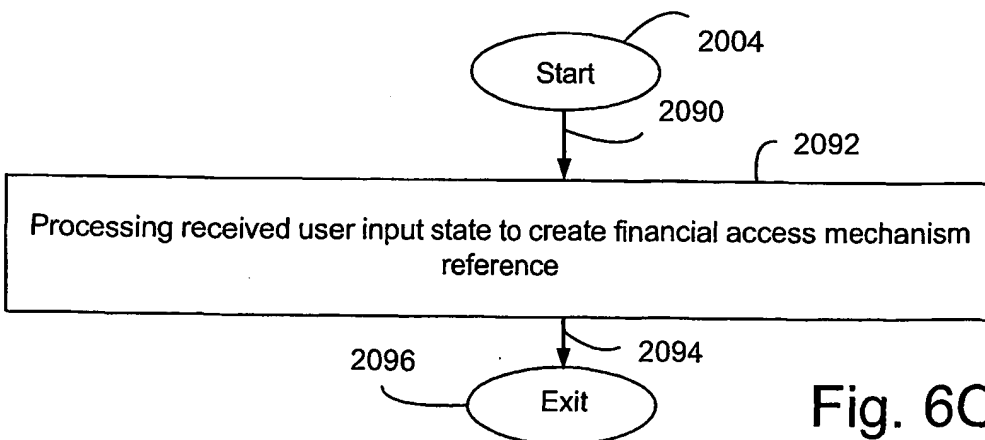 2004
Start
2090
2092
Processing received user input state to create financial access mechanism
reference
2094
2096
Exit
Fig. 6C